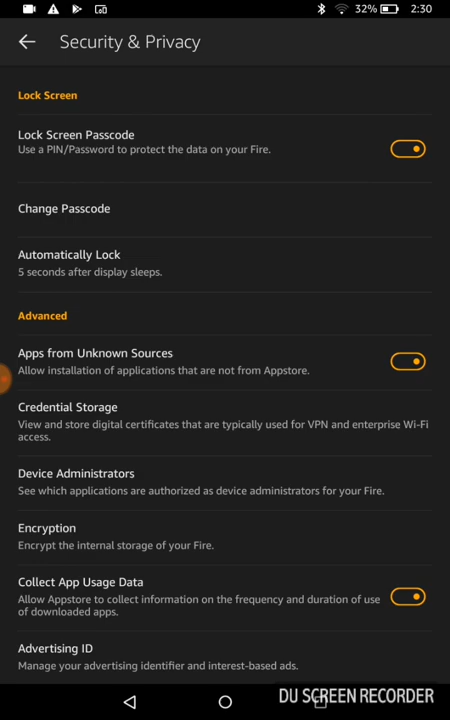 32% 2:30
Security & Privacy
Lock Screen
Lock Screen Passcode
Use a PIN/Password to protect the data on your Fire.
Change Passcode
Automatically Lock
5 seconds after display sleeps.
Advanced
Apps from Unknown Sources
Allow installation of applications that are not from Appstore.
Credential Storage
View and store digital certificates that are typically used for VPN and enterprise Wi-Fi
access.
Device Administrators
See which applications are authorized as device administrators for your Fire.
Encryption
Encrypt the internal storage of your Fire.
Collect App Usage Data
Allow Appstore to collect information on the frequency and duration of use
of downloaded apps.
Advertising ID
Manage your advertising identifier and interest-based ads.
DU SCREEN RECORDER